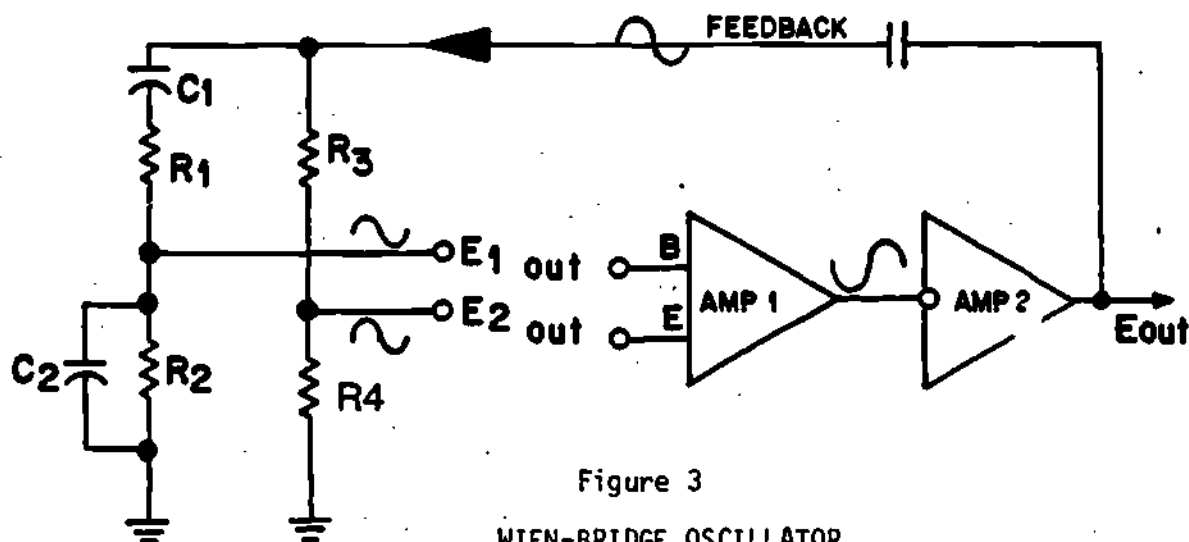 FEEDBACK
C1
R1
R3
E1 out
B
E2 out
E
AMP 1
AMP 2
Eout
C2
R2
R4
Figure 3
WIEN-BRIDGE OSCILLATOR